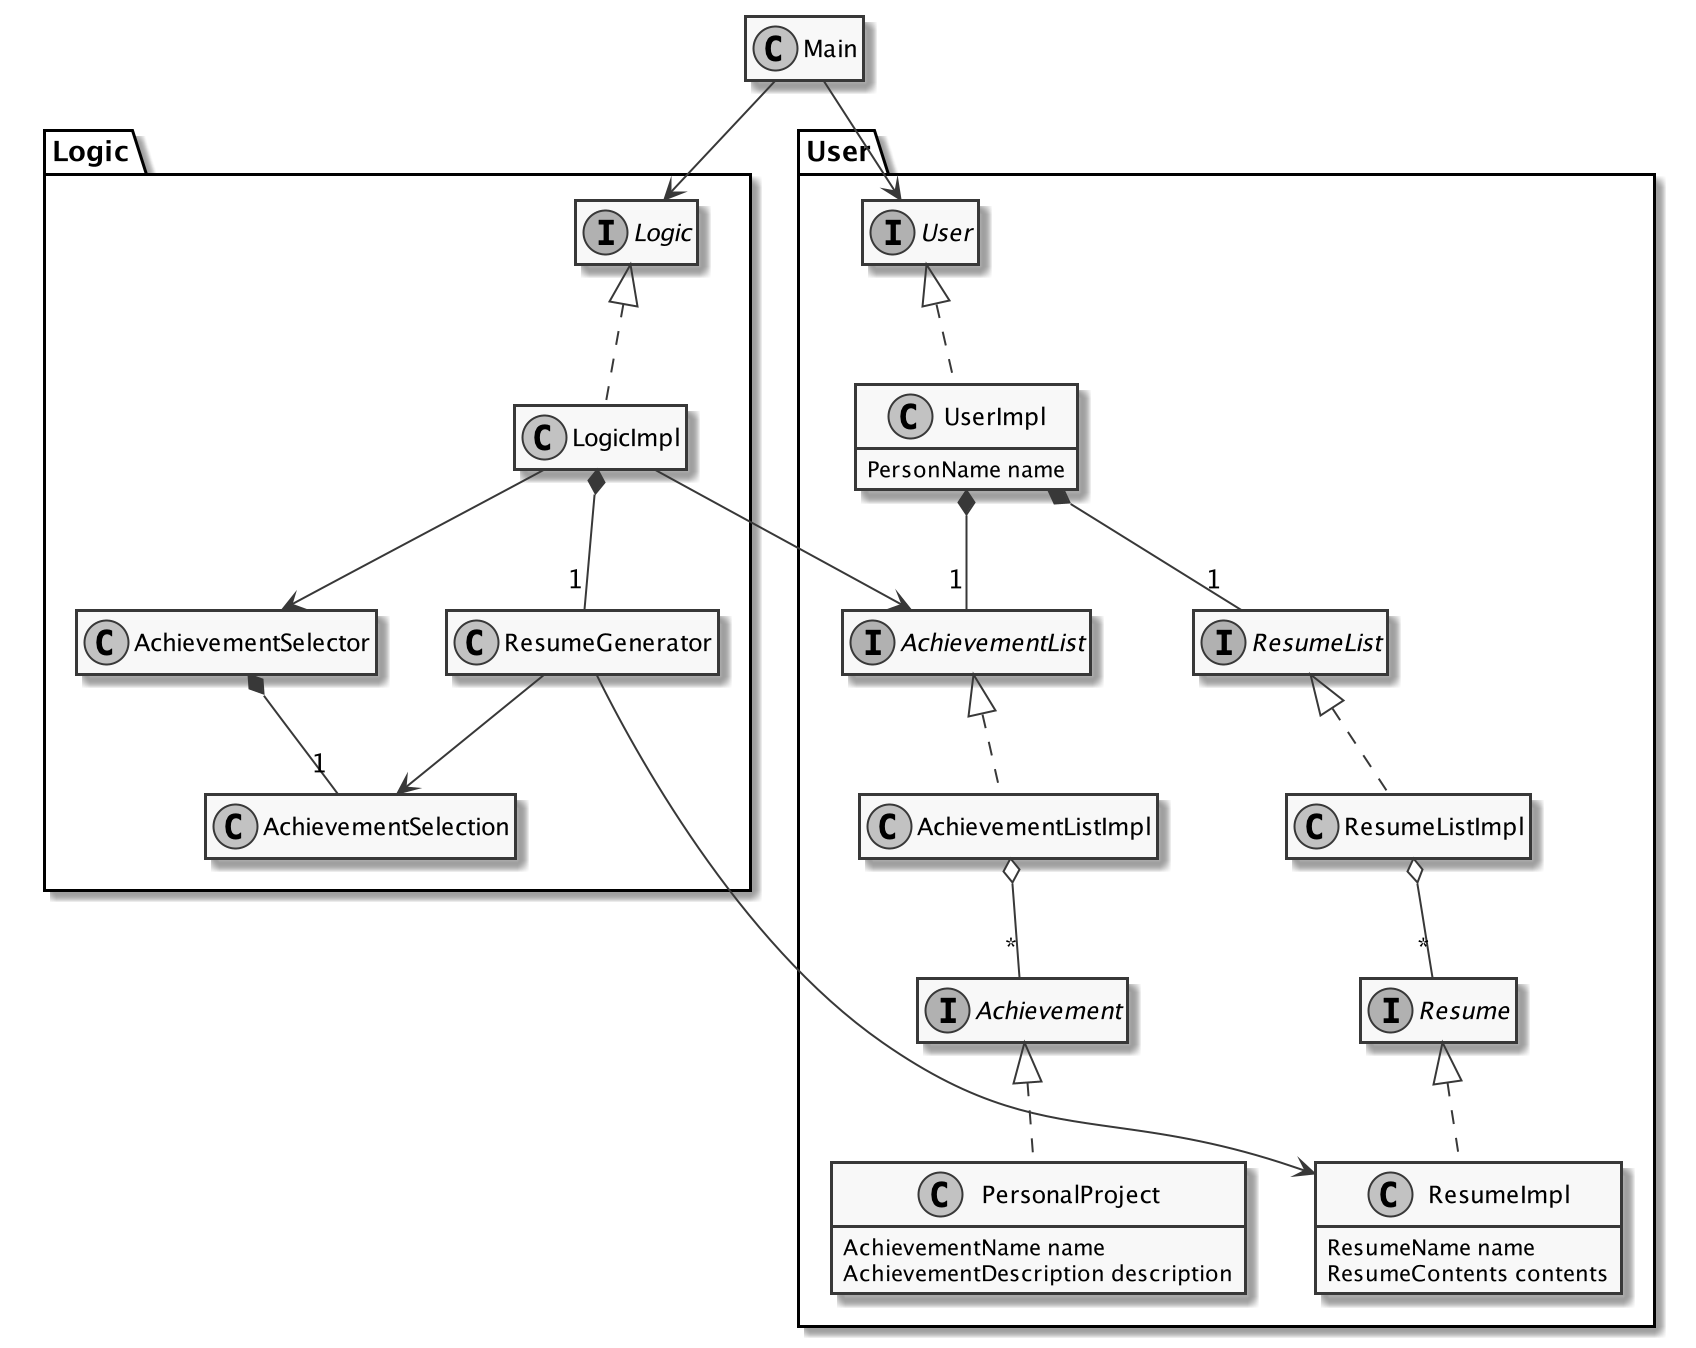 C Main
Logic
User
I Logic
I User
C LogicImpl
C UserImpl
PersonName name
1
1
1
C AchievementSelector
C ResumeGenerator
I AchievementList
I ResumeList
1
C AchievementSelection
C AchievementListImpl
C ResumeListImpl
*
*
I Achievement
I Resume
C PersonalProject
AchievementName name
AchievementDescription description
C ResumeImpl
ResumeName name
ResumeContents contents